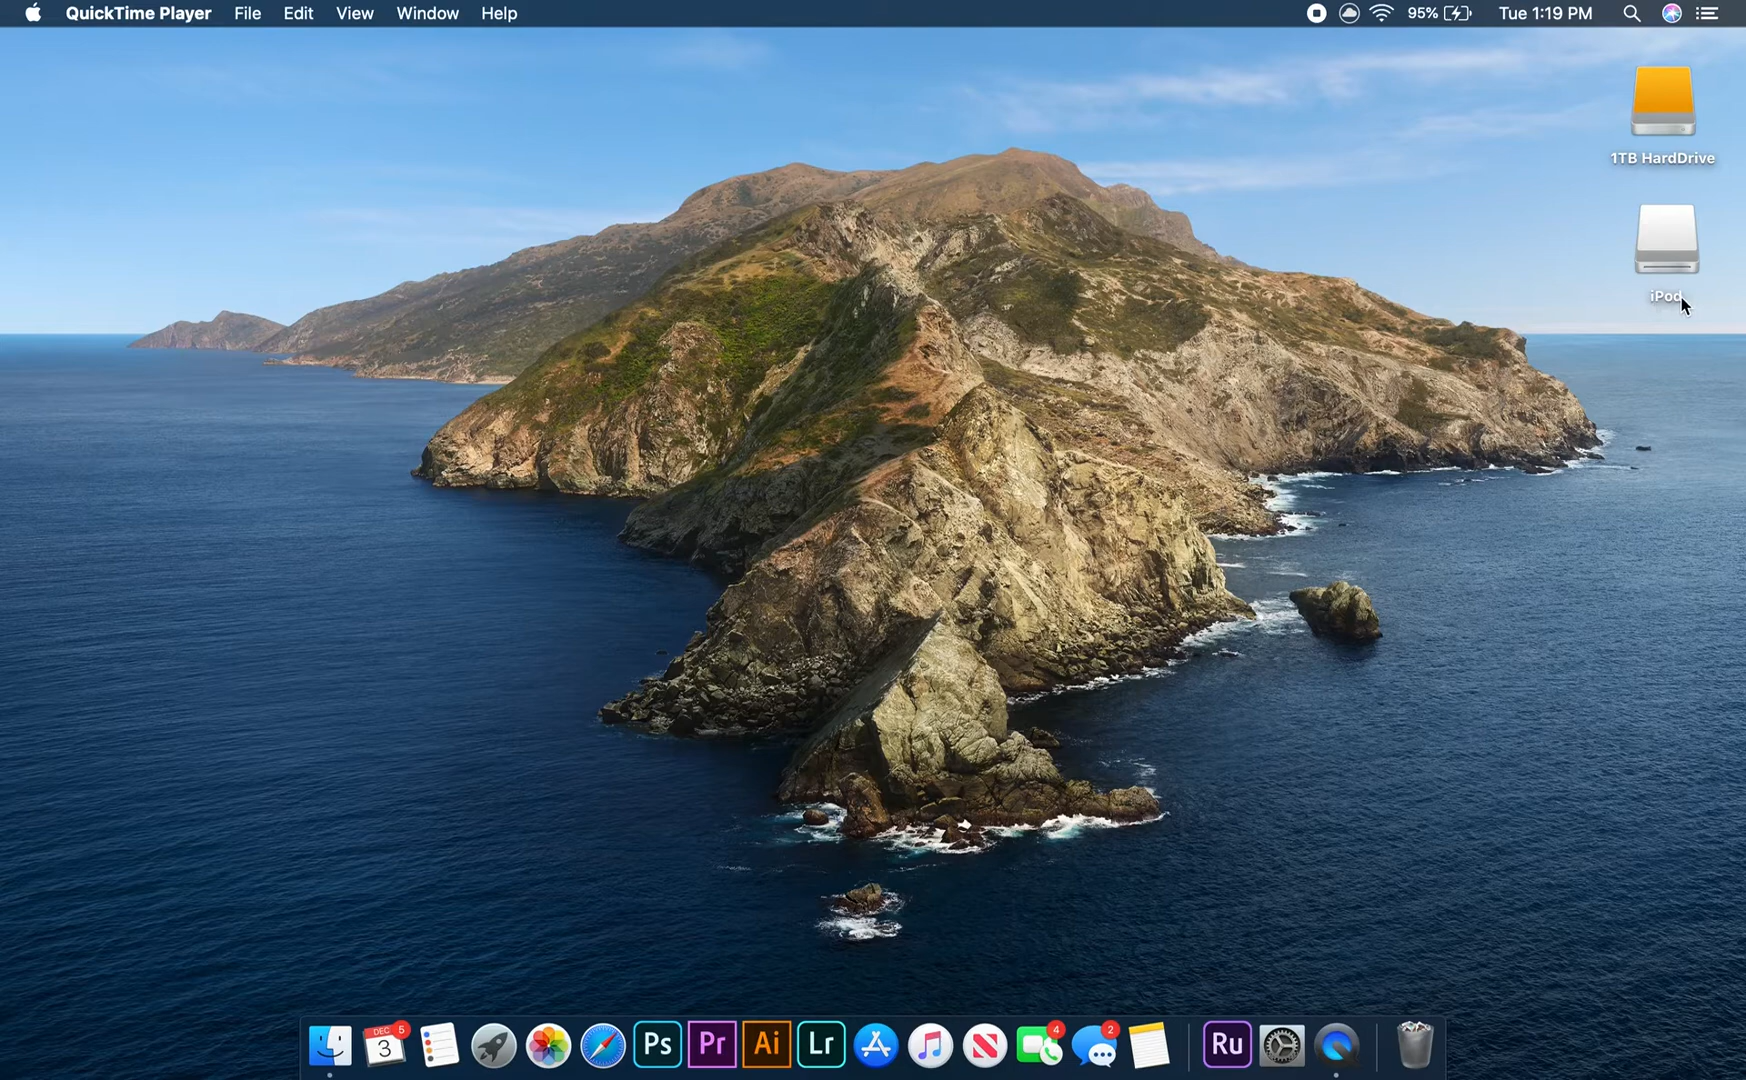 QuickTime Player File Edit View Window Help 95% Tue 1:19 PM
1TB HardDrive
iPod
DEC 5 4 2
3 Ps Pr Ai Lr Ru